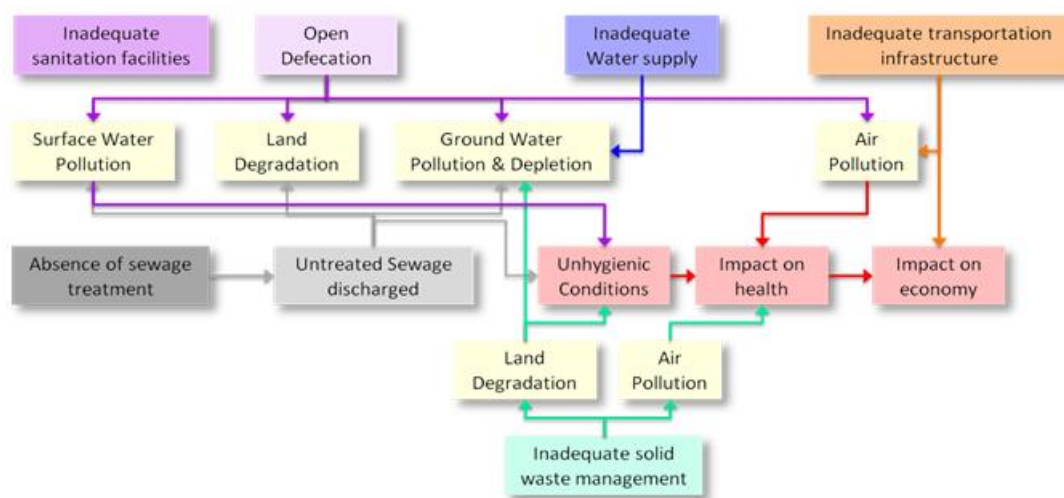 Inadequate
sanitation facilities
Open
Defecation
Inadequate
Water supply
Inadequate transportation
infrastructure
Surface Water
Pollution
Land
Degradation
Ground Water
Pollution & Depletion
Air
Pollution
Absence of sewage
treatment
Untreated Sewage
discharged
Unhygienic
Conditions
Impact on
health
Impact on
economy
Land
Degradation
Air
Pollution
Inadequate solid
waste management